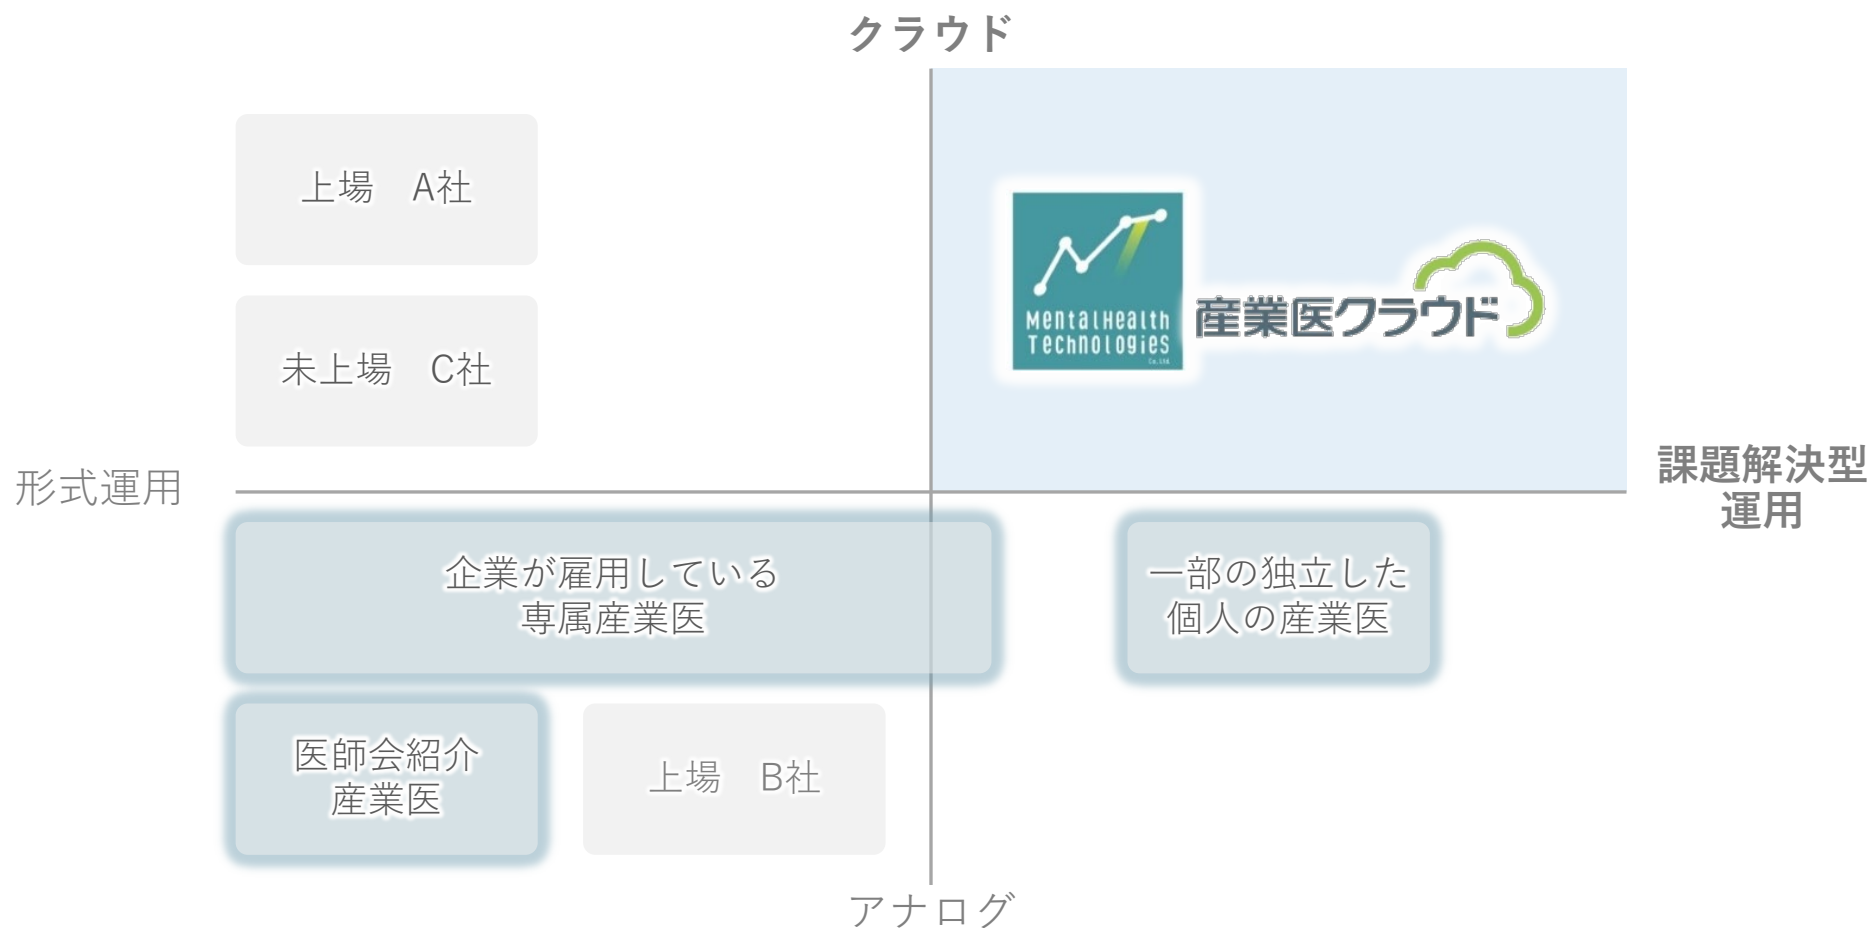 クラウド
上場　A社
未上場　C社
MentalHealth
Technologies
Co.,Ltd.
産業医クラウド
形式運用
課題解決型
運用
企業が雇用している
専属産業医
一部の独立した
個人の産業医
医師会紹介
産業医
上場　B社
アナログ